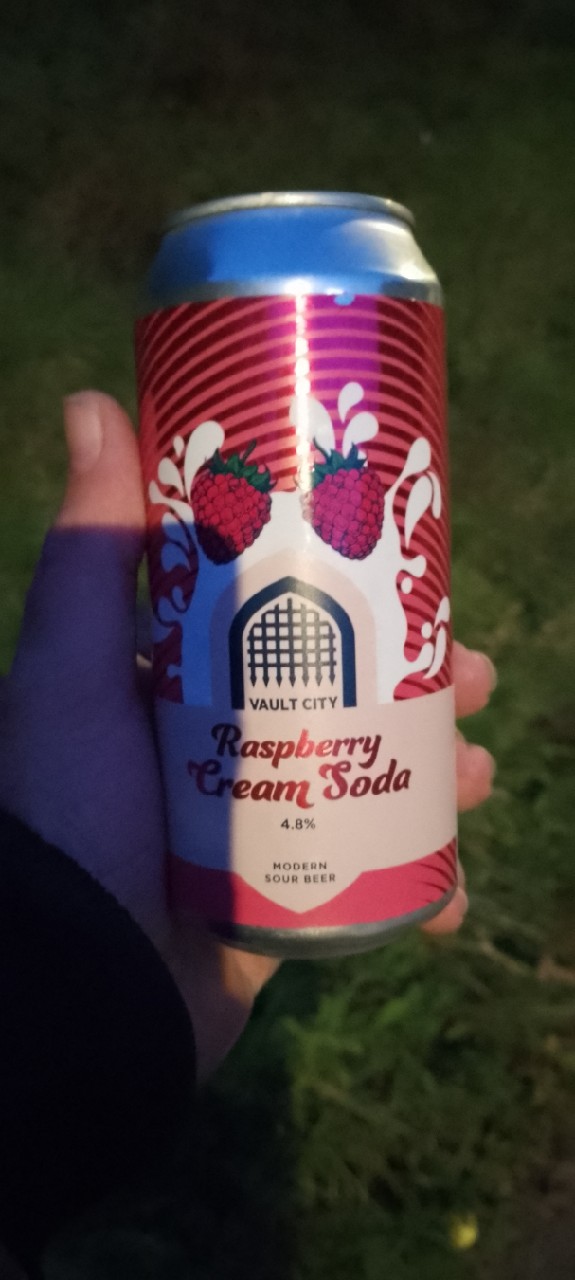 VAULT CITY
Raspberry
Cream Soda
4.8%
MODERN
SOUR BEER